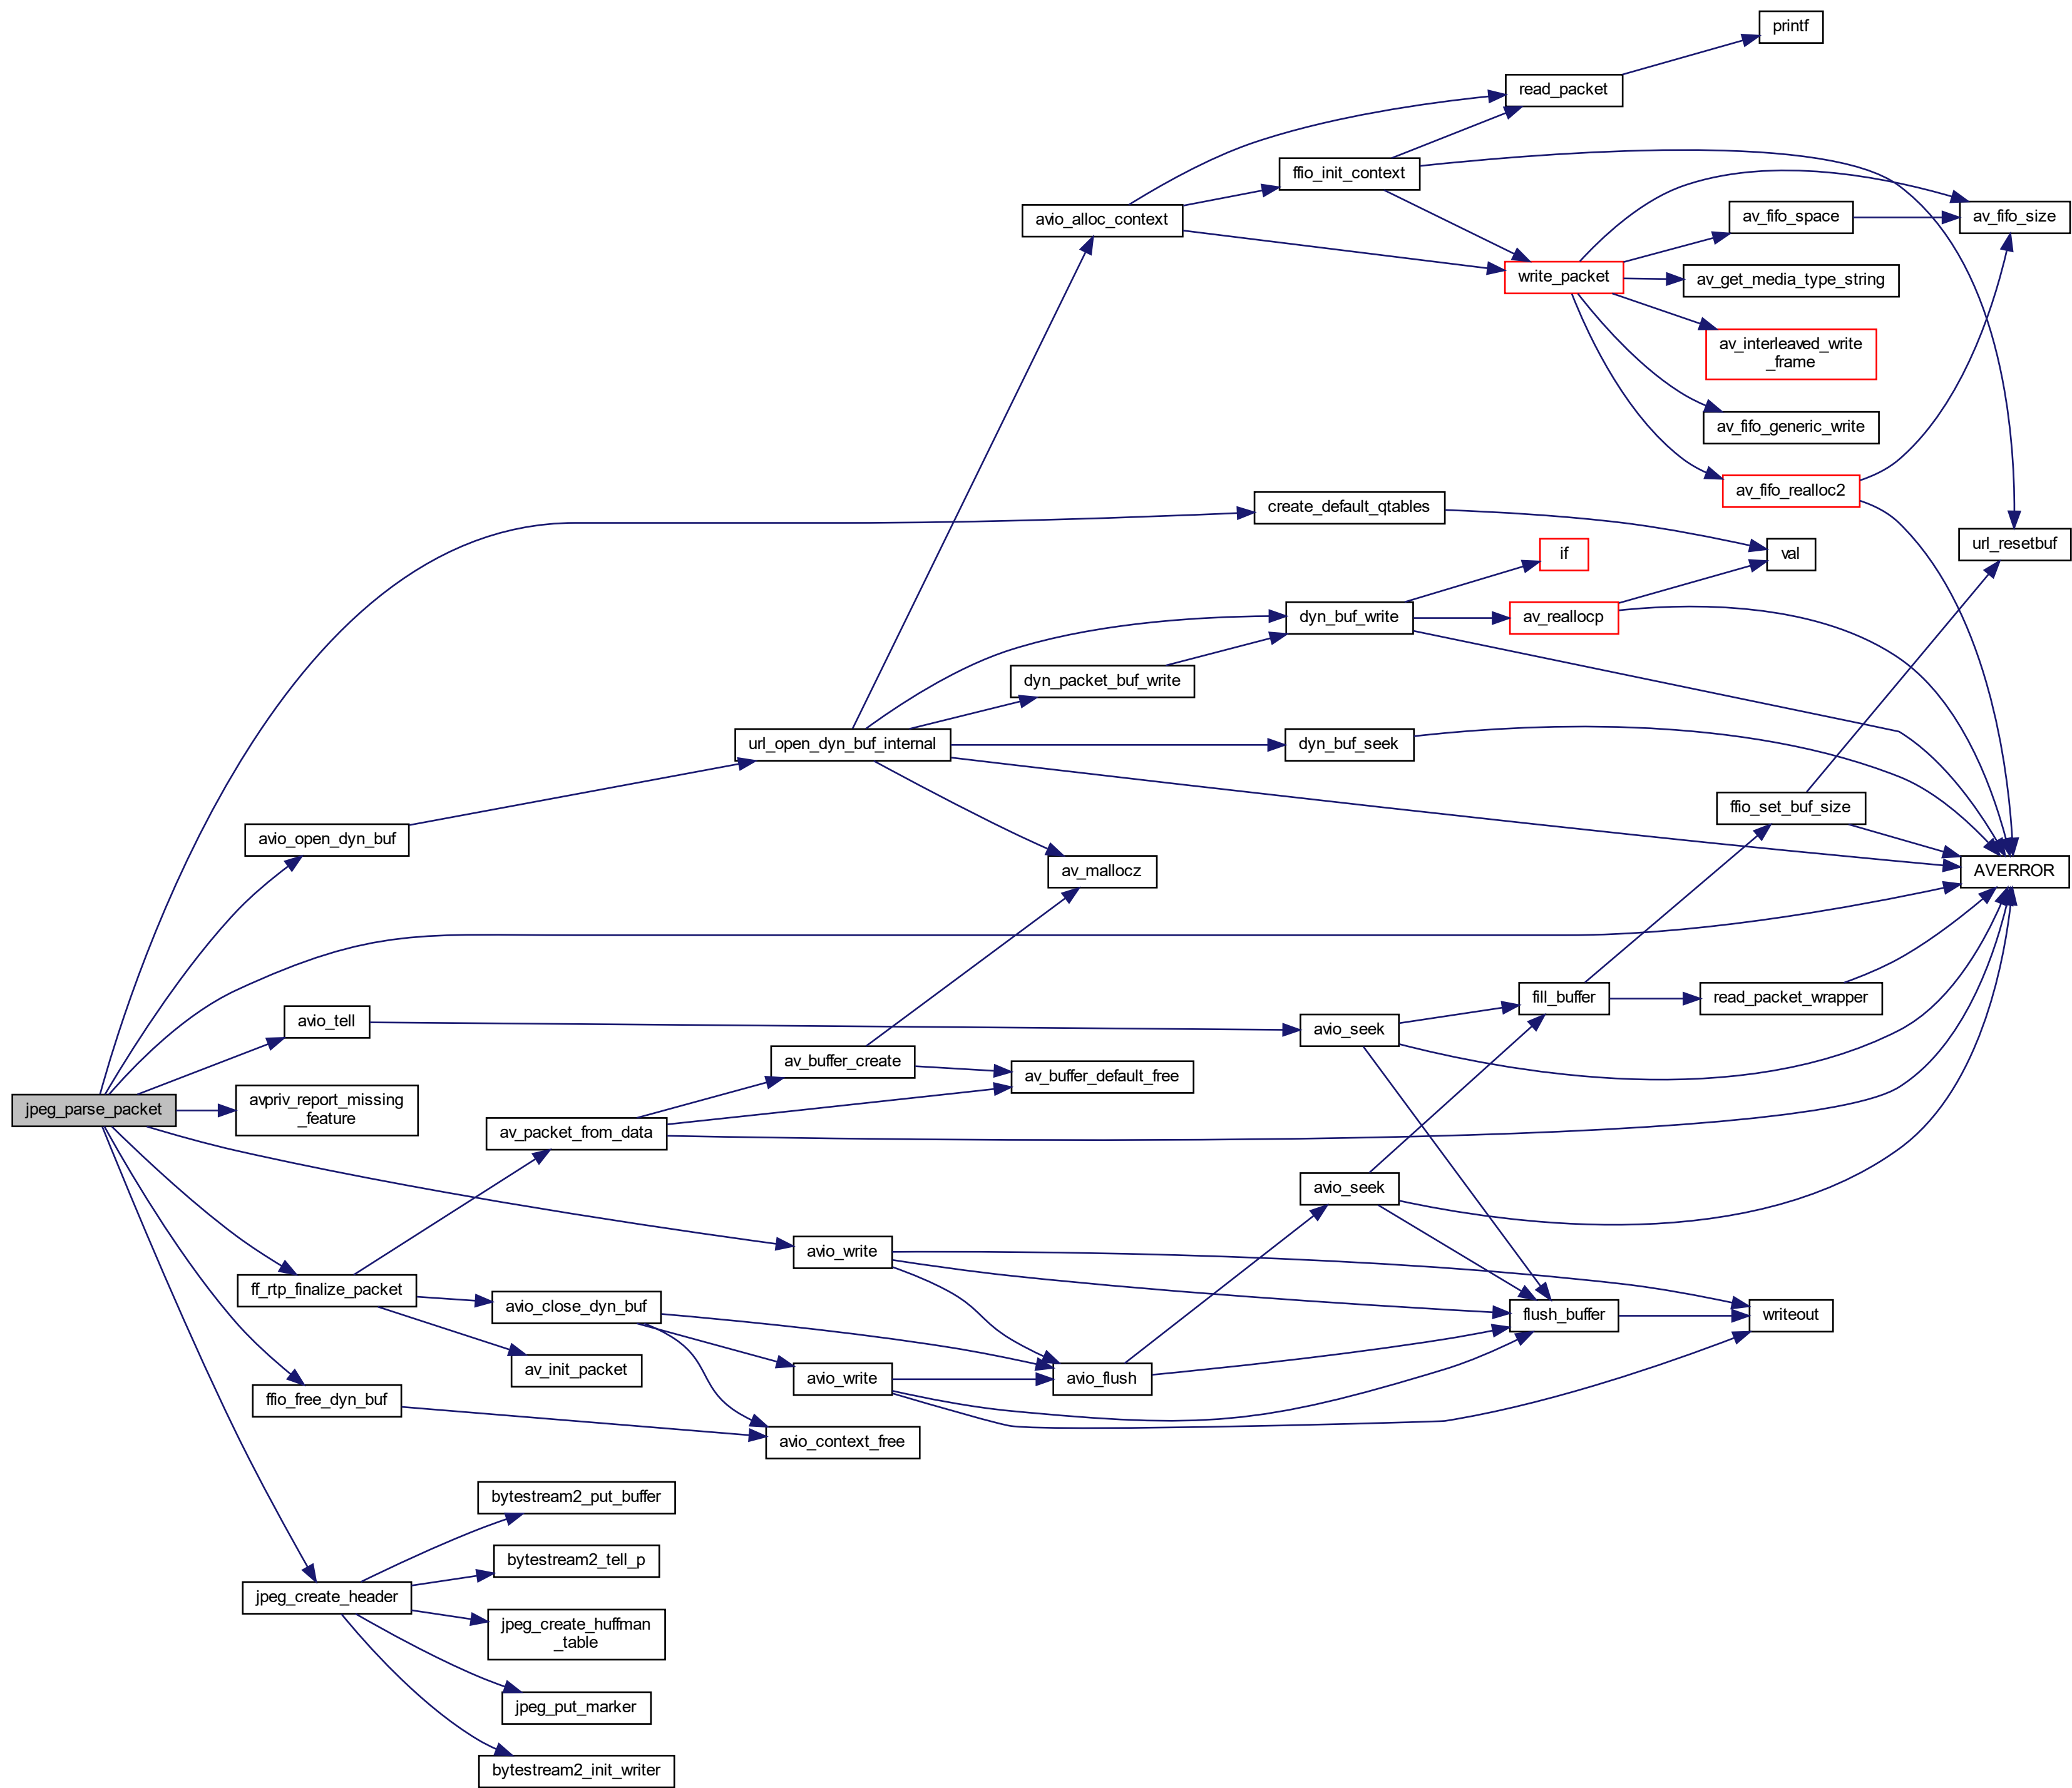 printf
read_packet
ffio_init_context
avio_alloc_context
av_fifo_space
av_fifo_size
write_packet
av_get_media_type_string
av_interleaved_write
_frame
av_fifo_generic_write
av_fifo_realloc2
create_default_qtables
url_resetbuf
if
val
dyn_buf_write
av_reallocp
dyn_packet_buf_write
url_open_dyn_buf_internal
dyn_buf_seek
ffio_set_buf_size
avio_open_dyn_buf
av_mallocz
AVERROR
fill_buffer
read_packet_wrapper
avio_tell
avio_seek
av_buffer_create
av_buffer_default_free
jpeg_parse_packet
avpriv_report_missing
_feature
av_packet_from_data
avio_seek
avio_write
ff_rtp_finalize_packet
avio_close_dyn_buf
flush_buffer
writeout
av_init_packet
avio_write
avio_flush
ffio_free_dyn_buf
avio_context_free
bytestream2_put_buffer
bytestream2_tell_p
jpeg_create_header
jpeg_create_huffman
_table
jpeg_put_marker
bytestream2_init_writer